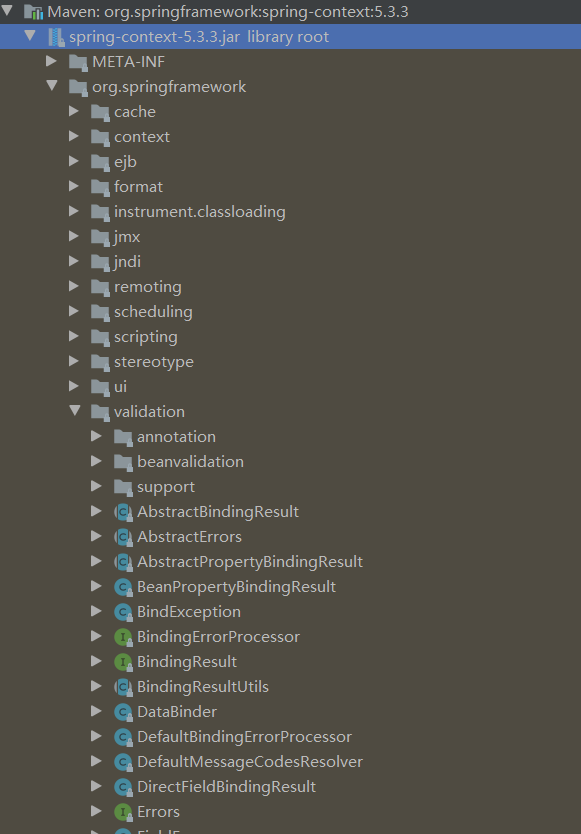 Maven: org.springframework:spring-context:5.3.3
spring-context-5.3.3.jar library root
META-INF
org.springframework
cache
context
ejb
format
instrument.classloading
jmx
jndi
remoting
scheduling
scripting
stereotype
ui
validation
annotation
beanvalidation
support
AbstractBindingResult
AbstractErrors
AbstractPropertyBindingResult
BeanPropertyBindingResult
BindException
BindingErrorProcessor
BindingResult
BindingResultUtils
DataBinder
DefaultBindingErrorProcessor
DefaultMessageCodesResolver
DirectFieldBindingResult
Errors